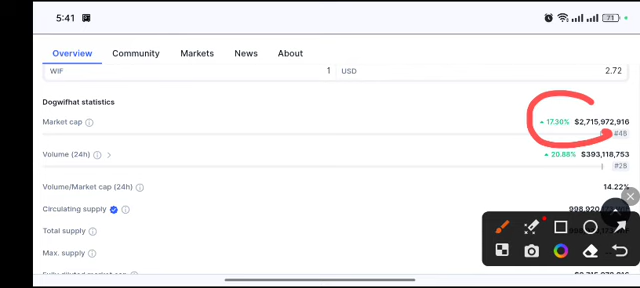 5:41
71
Overview Community Markets News About
WIF 1 USD 2.72
Dogwifhat statistics
Market cap 17.30% $2,715,972,916
#46
Volume (24h) > 20.88% $393,118,753
#28
Volume/Market cap (24h) 14.22%
Circulating supply 998,920
Total supply
Max. supply